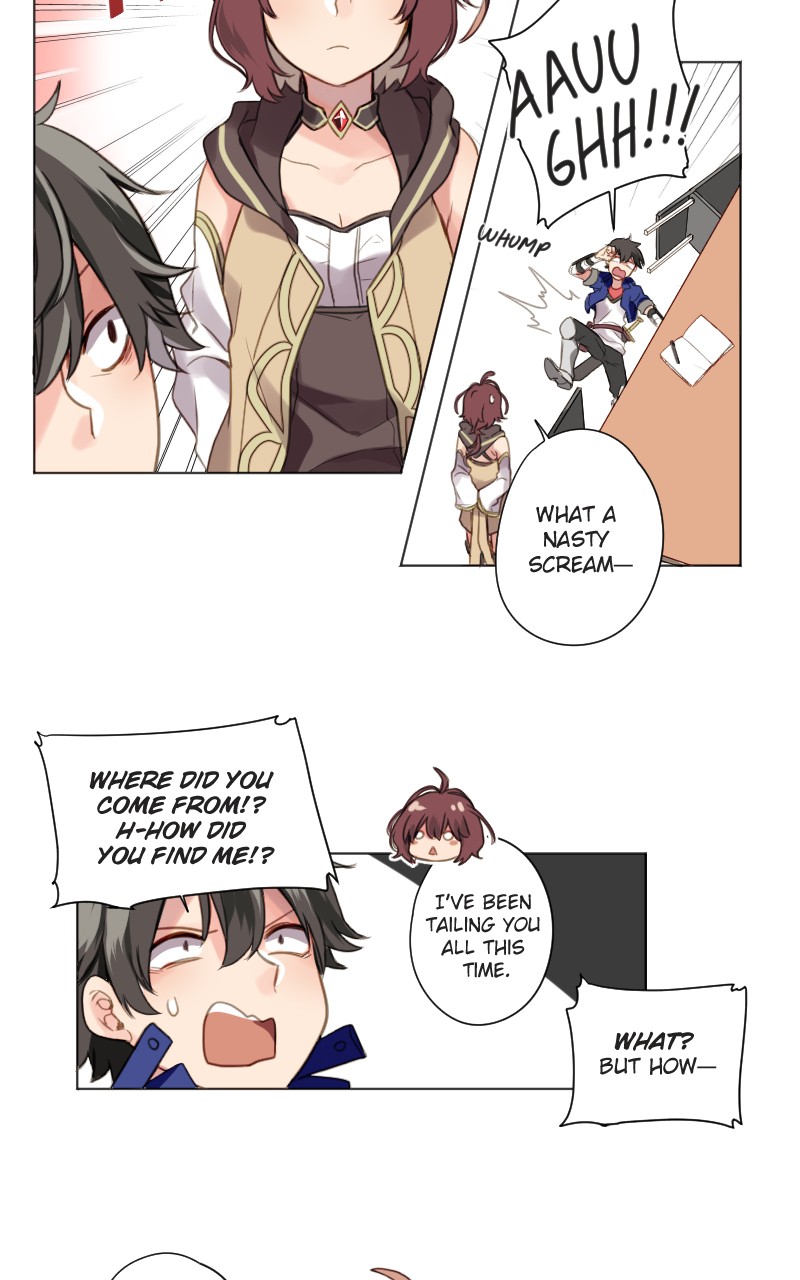 AAUU
GHH!!!
WHUMP
WHAT A
NASTY
SCREAM—
WHERE DID YOU
COME FROM!?
H-HOW DID
YOU FIND ME!?
I'VE BEEN
TAILING YOU
ALL THIS
TIME.
WHAT?
BUT HOW—